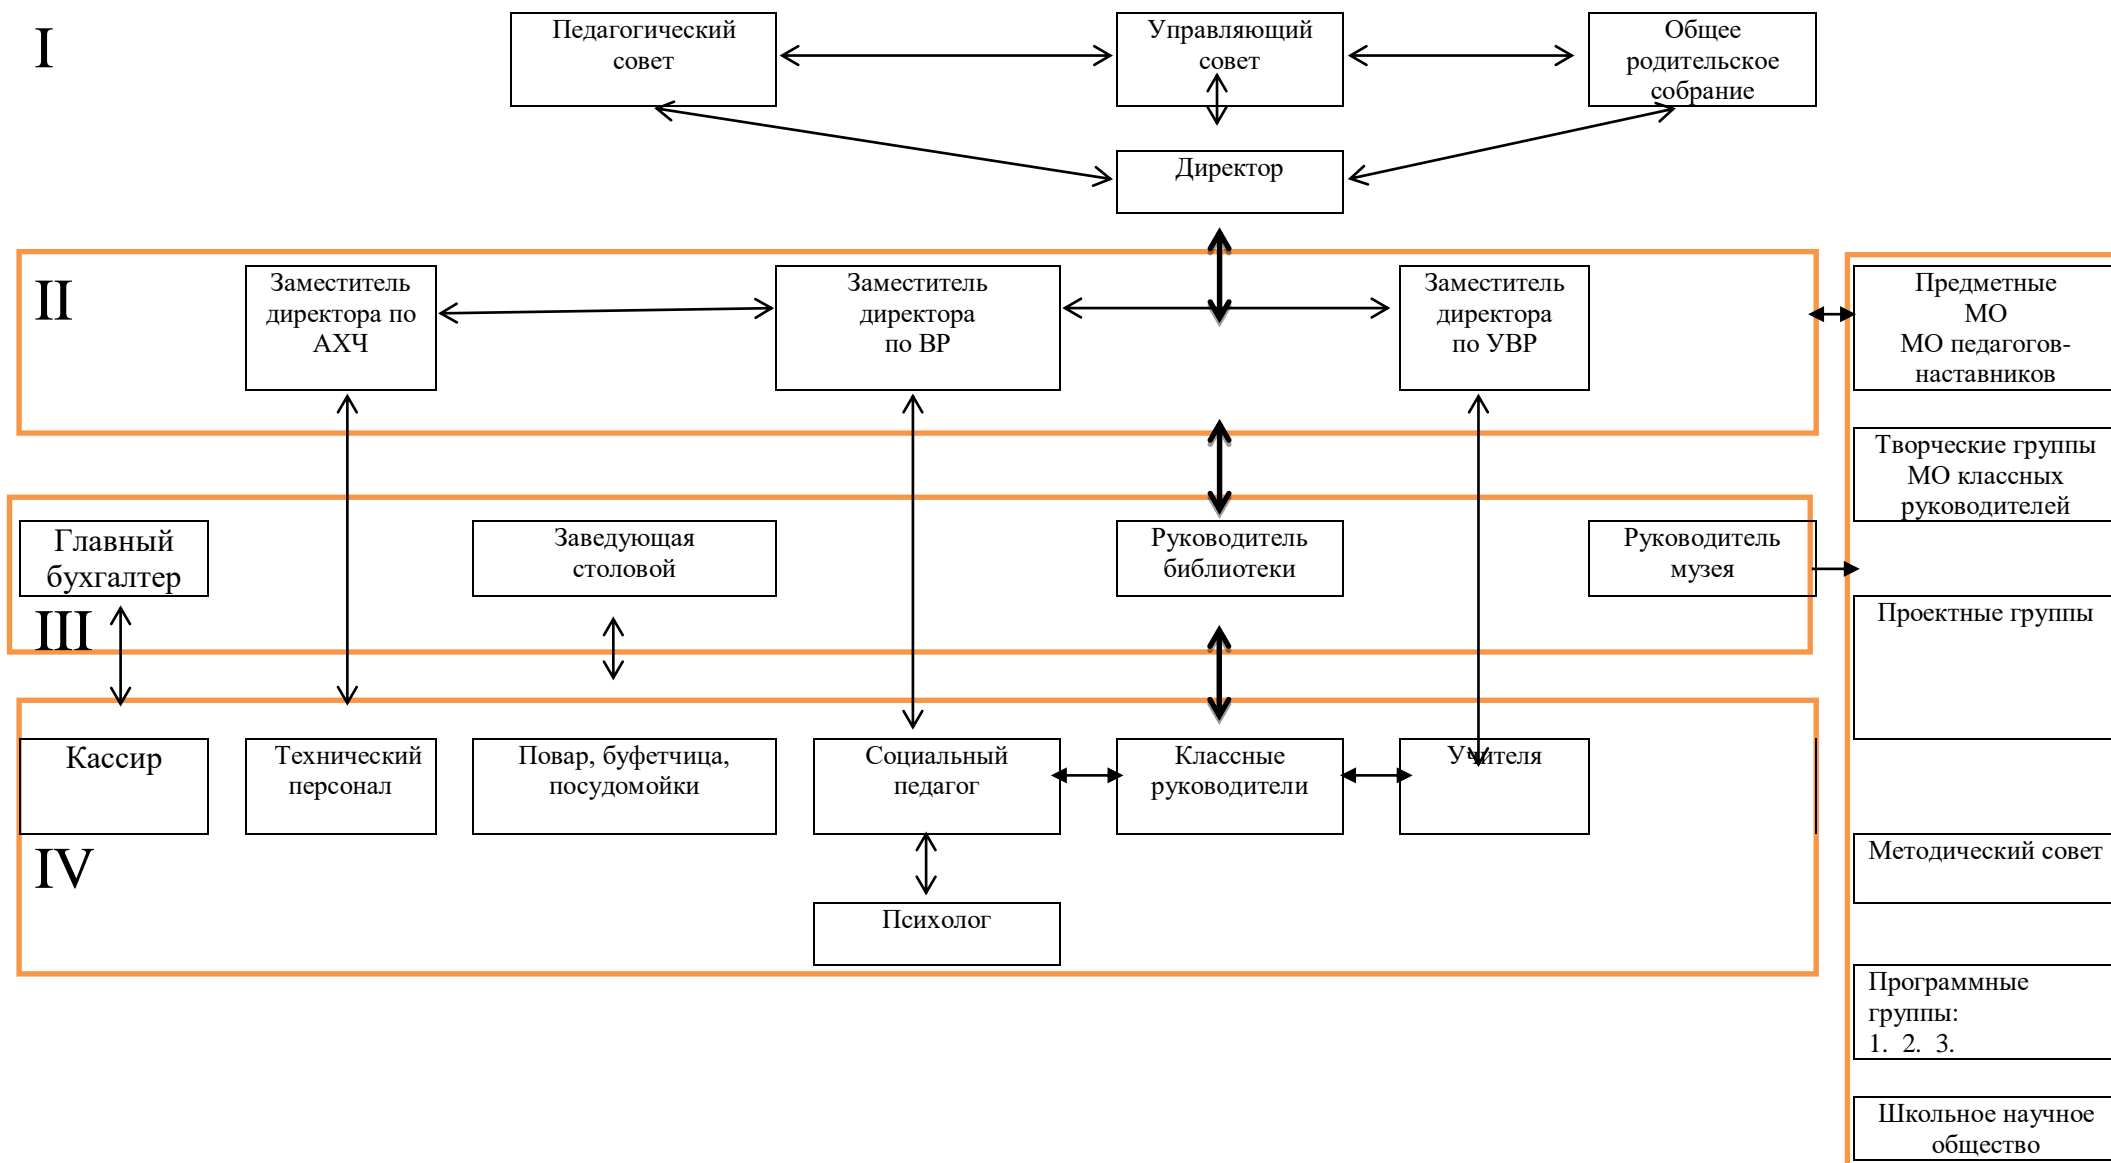 I
Педагогический
совет
Управляющий
совет
Общее
родительское
собрание
Директор
II
Заместитель
директора по
АХЧ
Заместитель
директора
по ВР
Заместитель
директора
по УВР
Предметные
МО
МО педагогов-
наставников
Творческие группы
МО классных
руководителей
Главный
бухгалтер
Заведующая
столовой
Руководитель
библиотеки
Руководитель
музея
III
Проектные группы
Кассир
Технический
персонал
Повар, буфетчица,
посудомойки
Социальный
педагог
Классные
руководители
Учителя
IV
Методический совет
Психолог
Программные
группы:
1. 2. 3.
Школьное научное
общество